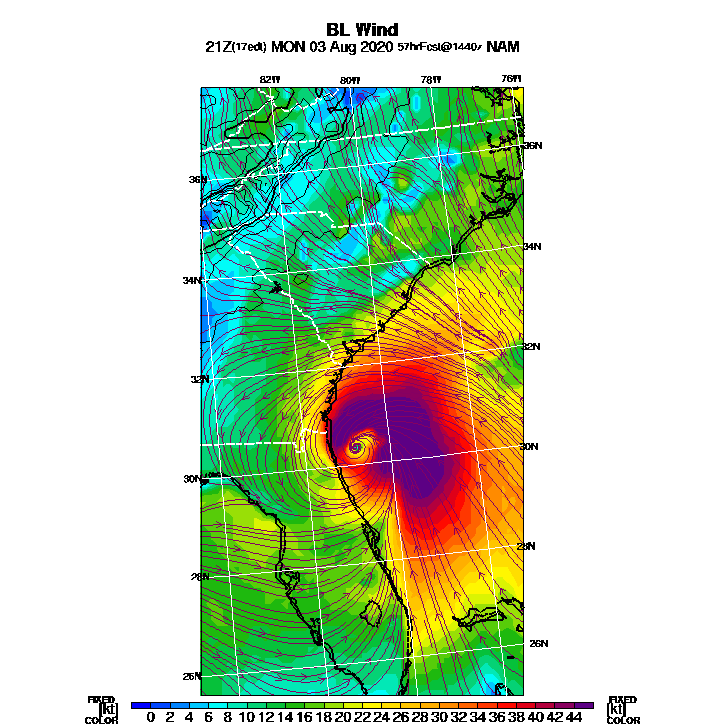 BL Wind
21Z(17edt) MON 03 Aug 2020 57hrFcst@1440z NAM
82W 80W 78W 76W
36N
36N
34N
34N
32N
32N
30N
30N
28N
28N
26N
26N
FIXED FIXED
[kt] 0 2 4 6 8 10 12 14 16 18 20 22 24 26 28 30 32 34 36 38 40 42 44 [kt]
COLOR COLOR